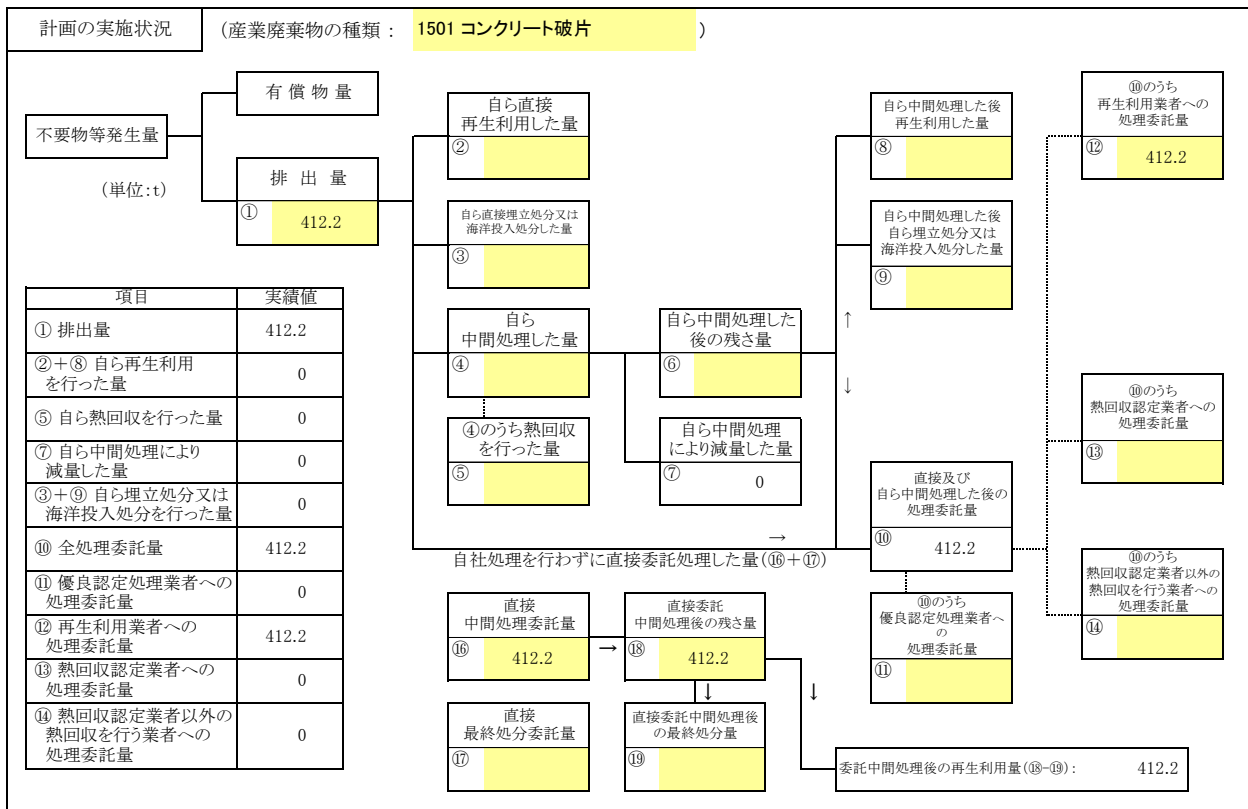 計画の実施状況
(産業廃棄物の種類 : 1501 コンクリート破片 )
有 償 物 量
不要物等発生量
(単位:t)
排 出 量
① 412.2
自ら直接
再生利用した量
②
自ら直接埋立処分又は
海洋投入処分した量
③
自ら
中間処理した量
④
④のうち熱回収
を行った量
⑤
自ら中間処理した
後の残さ量
⑥
自ら中間処理
により減量した量
⑦ 0
自ら中間処理した後
再生利用した量
⑧
自ら中間処理した後
自ら埋立処分又は
海洋投入処分した量
⑨
↑
↓
直接及び
自ら中間処理した後の
処理委託量
⑩ 412.2
→
自社処理を行わずに直接委託処理した量(⑯+⑰)
⑩のうち
優良認定処理業者へ
の
処理委託量
⑪
⑩のうち
再生利用業者への
処理委託量
⑫ 412.2
⑩のうち
熱回収認定業者への
処理委託量
⑬
⑩のうち
熱回収認定業者以外の
熱回収を行う業者への
処理委託量
⑭
直接
中間処理委託量
⑯ 412.2
→
直接委託
中間処理後の残さ量
⑱ 412.2
↓
↓
直接
最終処分委託量
⑰
直接委託中間処理後
の最終処分量
⑲
委託中間処理後の再生利用量(⑱-⑲) : 412.2
項目 実績値
① 排出量 412.2
②+⑧ 自ら再生利用
を行った量 0
⑤ 自ら熱回収を行った量 0
⑦ 自ら中間処理により
減量した量 0
③+⑨ 自ら埋立処分又は
海洋投入処分を行った量 0
⑩ 全処理委託量 412.2
⑪ 優良認定処理業者への
処理委託量 0
⑫ 再生利用業者への
処理委託量 412.2
⑬ 熱回収認定業者への
処理委託量 0
⑭ 熱回収認定業者以外の
熱回収を行う業者への
処理委託量 0